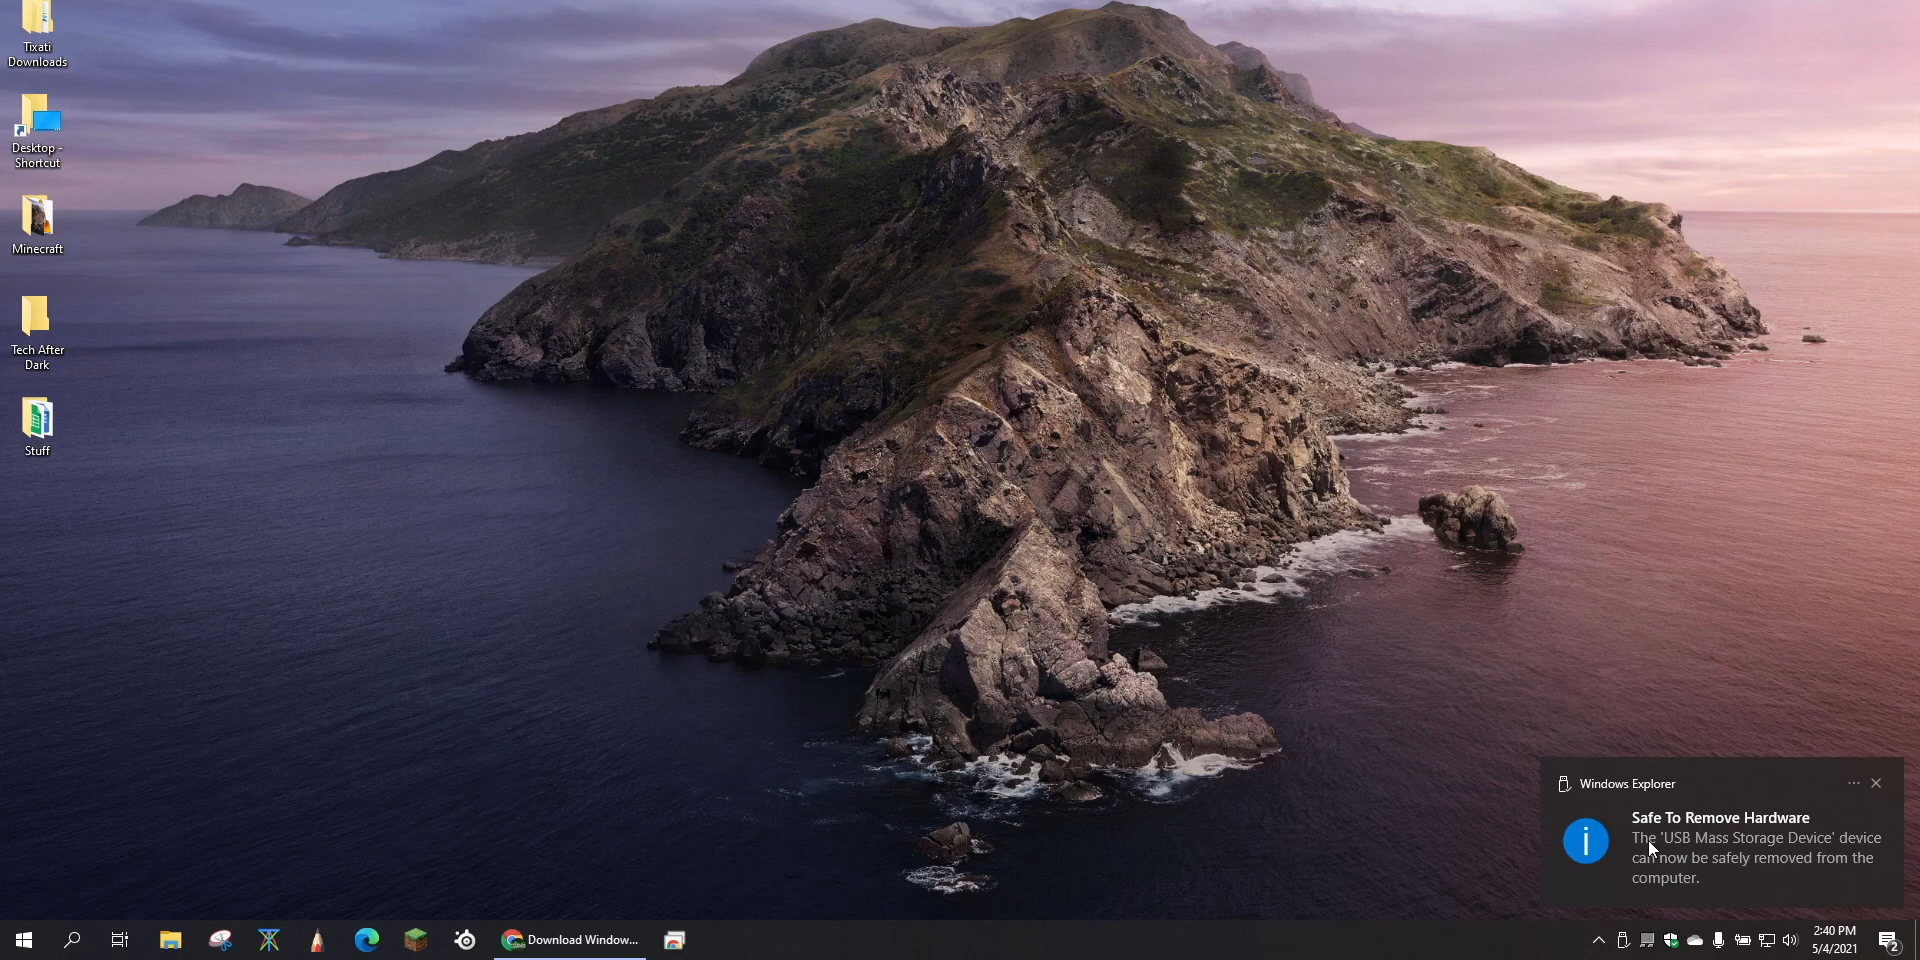 Tixati
Downloads
Desktop -
Shortcut
Minecraft
Tech After
Dark
Stuff
Windows Explorer
Safe To Remove Hardware
The 'USB Mass Storage Device' device
can now be safely removed from the
computer.
Download Window...
2:40 PM
5/4/2021
2